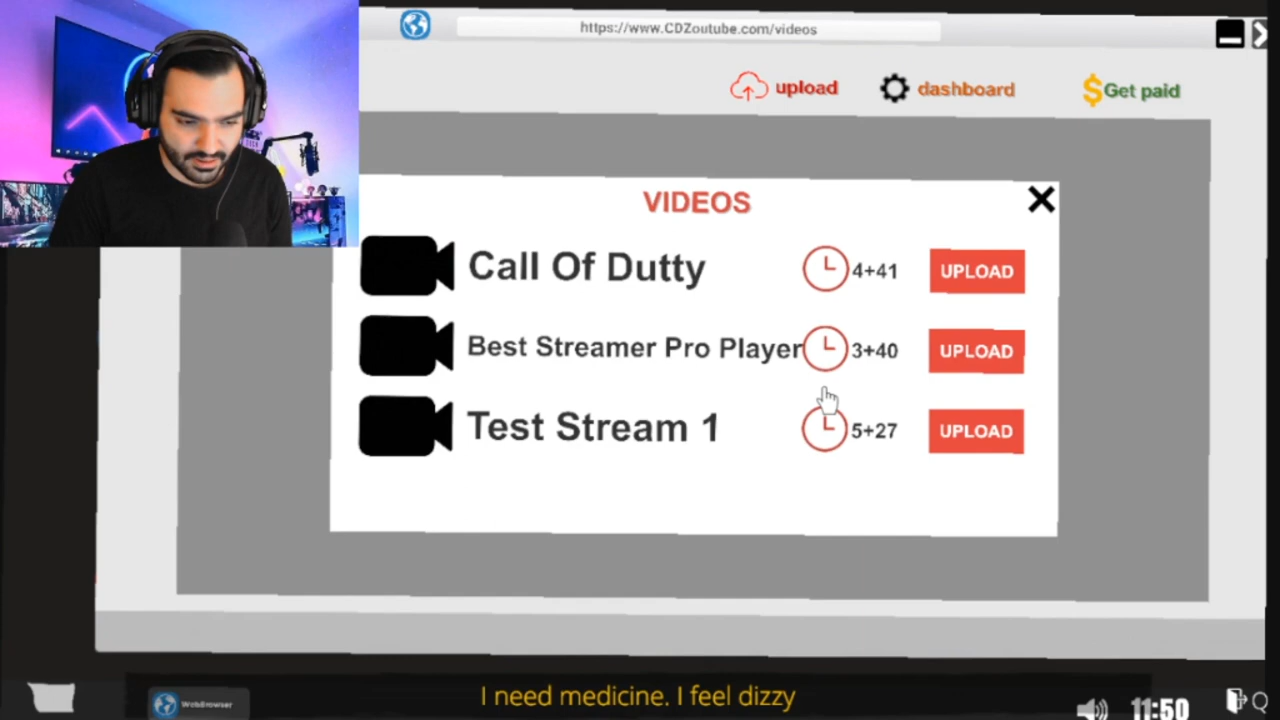 https://www.CDZoutube.com/videos
upload
dashboard
$Get paid
VIDEOS
Call Of Dutty 4+41 UPLOAD
Best Streamer Pro Player 3+40 UPLOAD
Test Stream 1 5+27 UPLOAD
I need medicine. I feel dizzy
WebBrowser
11:50
Q